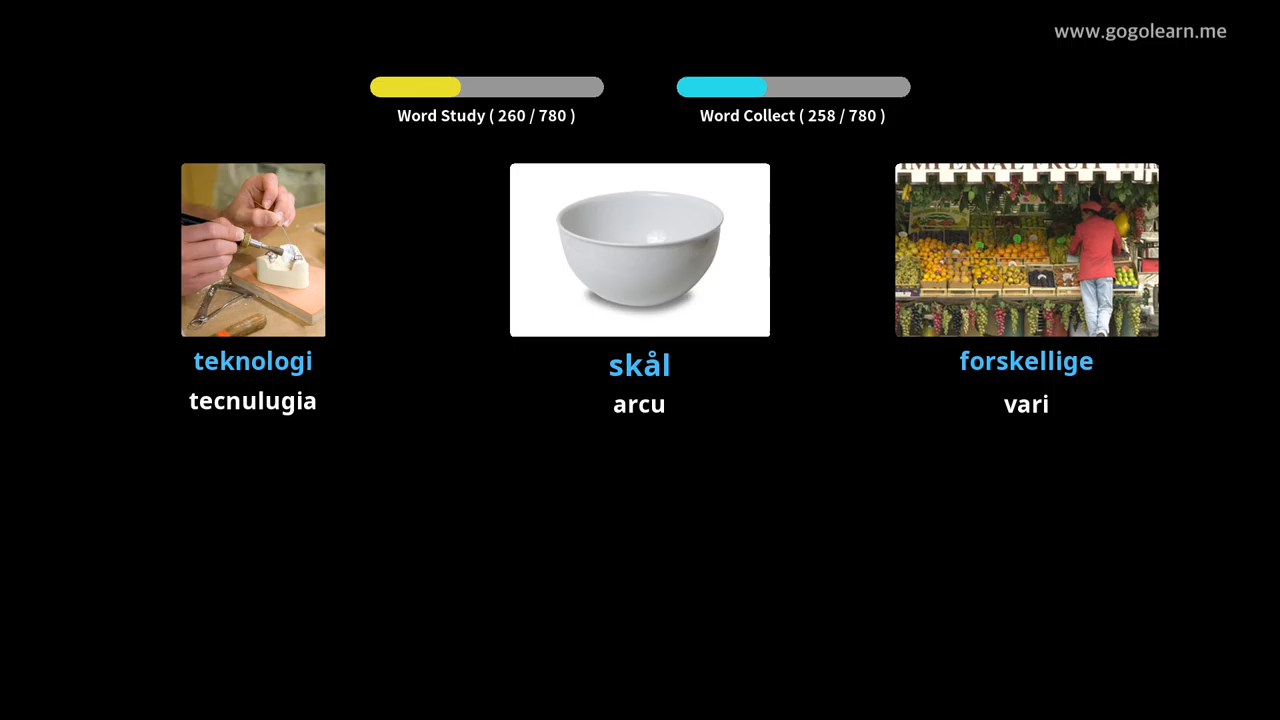 www.gogolearn.me
Word Study ( 260 / 780 )
Word Collect ( 258 / 780 )
teknologi
skål
forskellige
tecnulugia
arcu
vari